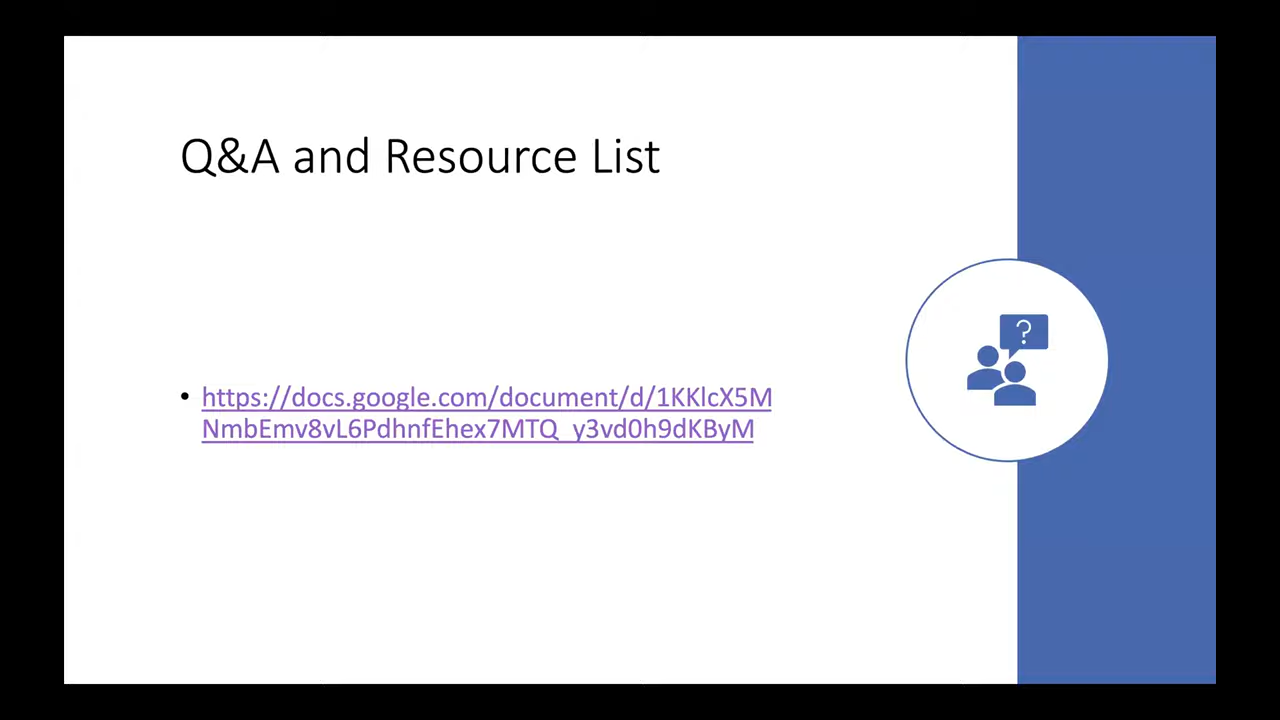 Q&A and Resource List
?
• https://docs.google.com/document/d/1KKlcX5M
NmbEmv8vL6PdhnfEhex7MTQ_y3vd0h9dKByM